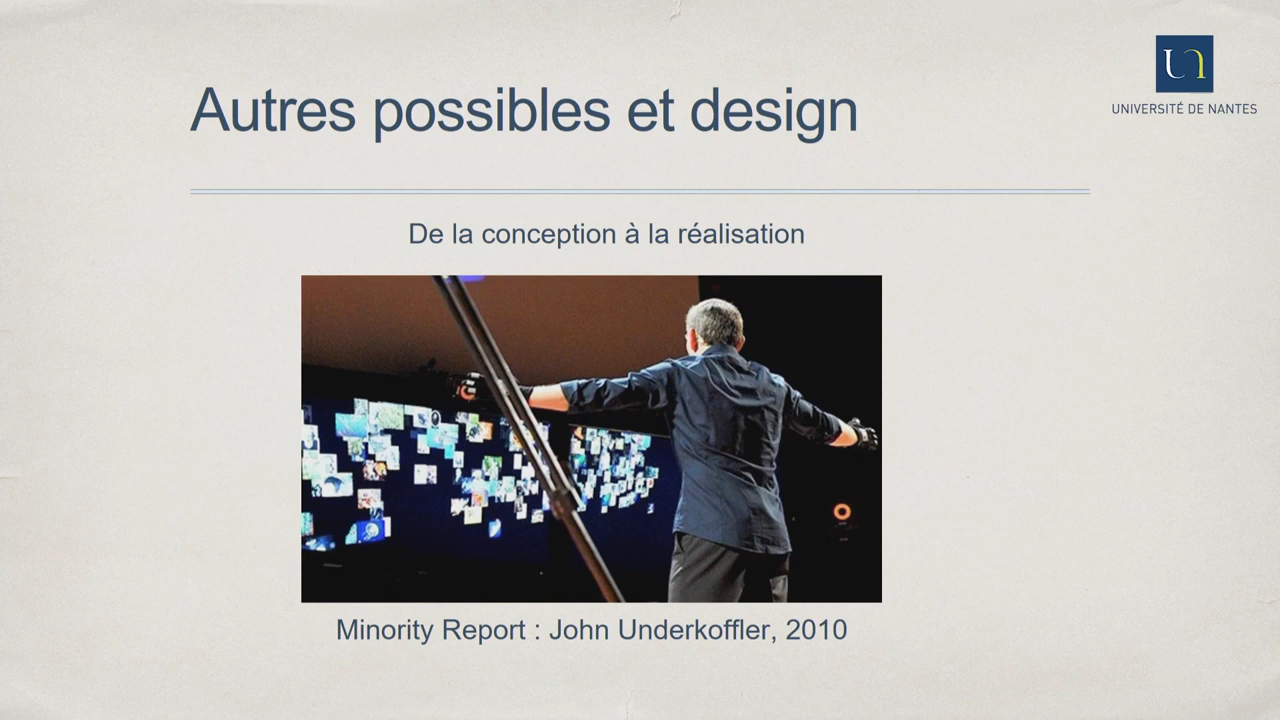 Autres possibles et design
UNIVERSITÉ DE NANTES
De la conception à la réalisation
Minority Report : John Underkoffler, 2010